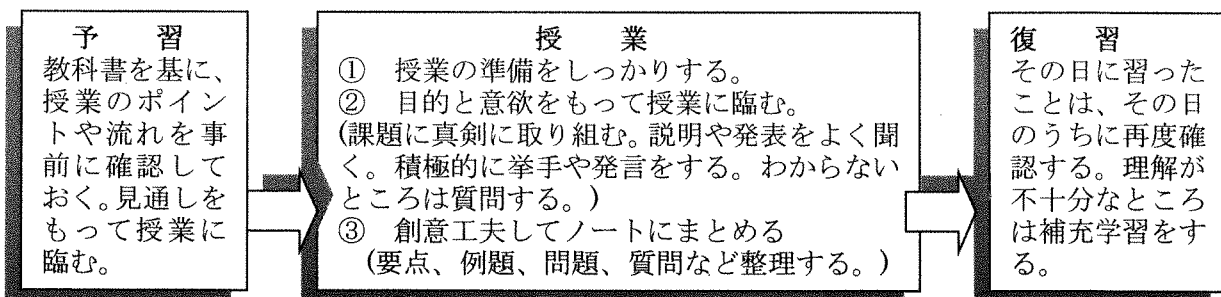 予　習
教科書を基に、
授業のポイン
トや流れを事
前に確認して
おく。見通しを
もって授業に
臨む。
授　業
①　授業の準備をしっかりする。
②　目的と意欲をもって授業に臨む。
(課題に真剣に取り組む。説明や発表をよく聞
く。積極的に挙手や発言をする。わからない
ところは質問する。)
③　創意工夫してノートにまとめる
(要点、例題、問題、質問など整理する。)
復　習
その日に習った
ことは、その日
のうちに再度確
認する。理解が
不十分なところ
は補充学習をす
る。